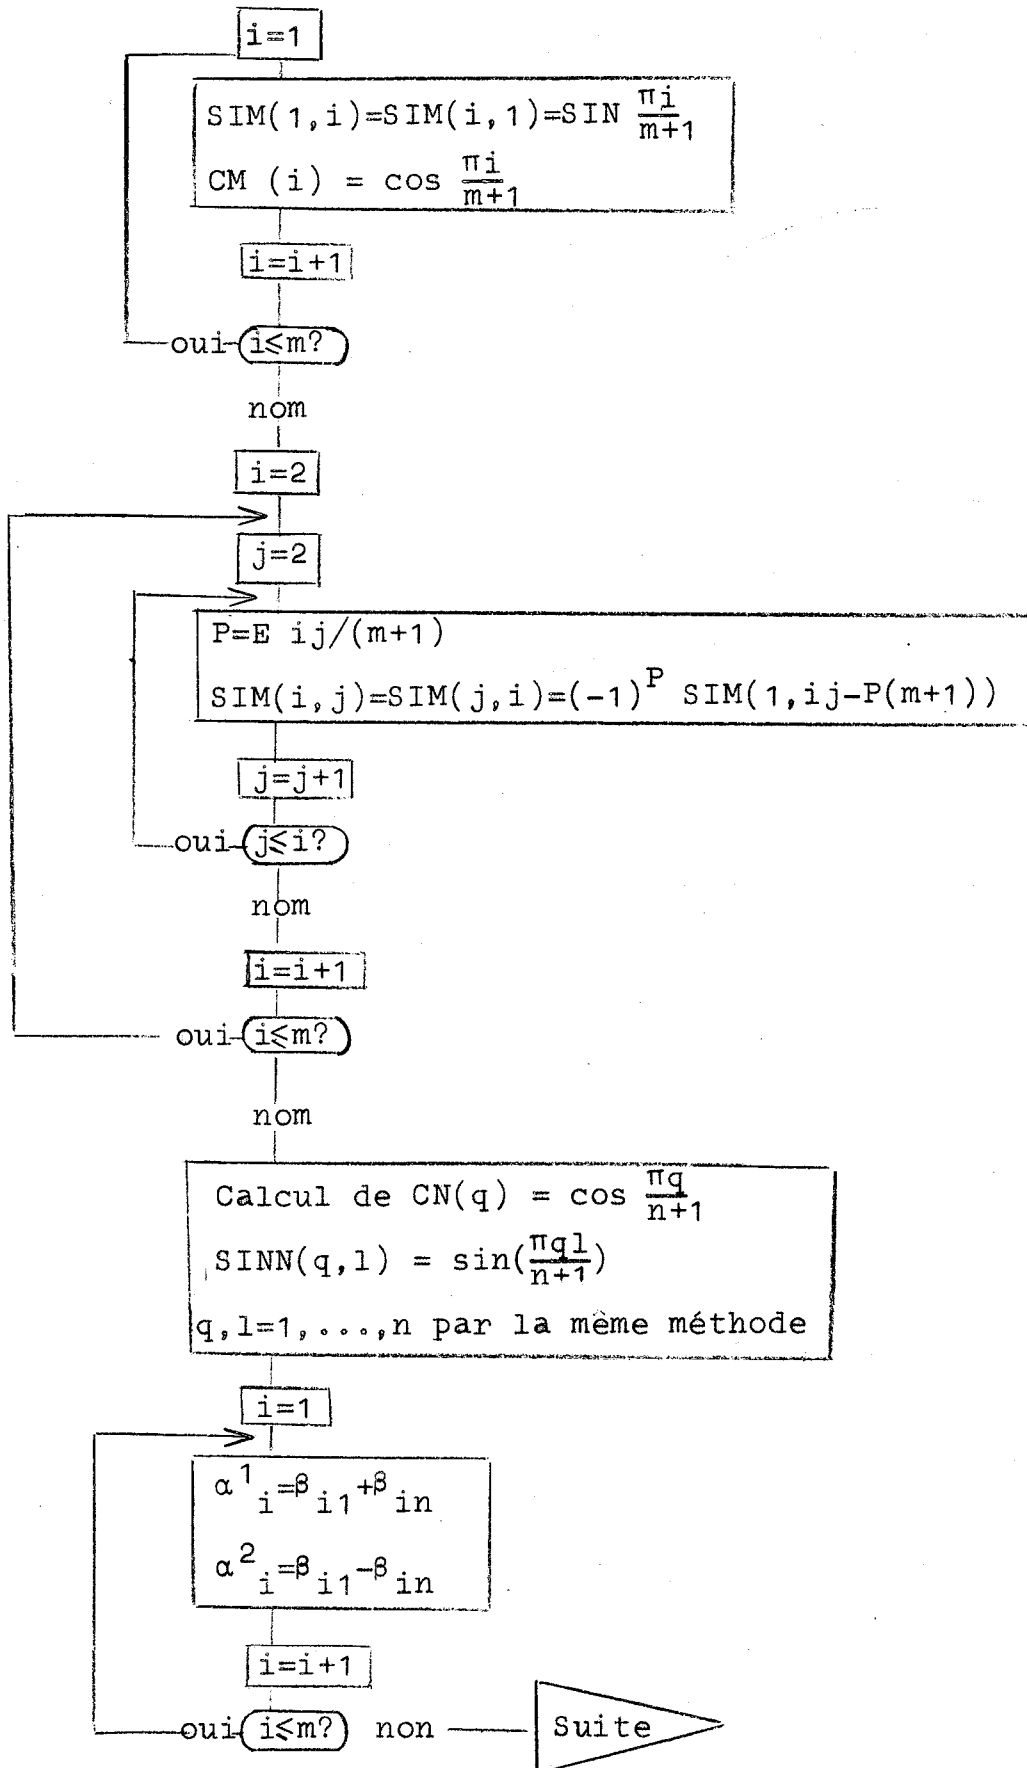 i=1
SIM(1,i)=SIM(i,1)=SIN πi/m+1
CM (i) = cos πi/m+1
i=i+1
oui i≤m?
nom
i=2
j=2
P=E ij/(m+1)
SIM(i,j)=SIM(j,i)=(-1)^P SIM(1,ij-P(m+1))
j=j+1
oui j≤i?
nom
i=i+1
oui i≤m?
nom
Calcul de CN(q) = cos πq/n+1
SINN(q,l) = sin(πql/n+1)
q,l=1,...,n par la même méthode
i=1
α^1_i=β_i1+β_in
α^2_i=β_i1-β_in
i=i+1
oui i≤m? non Suite